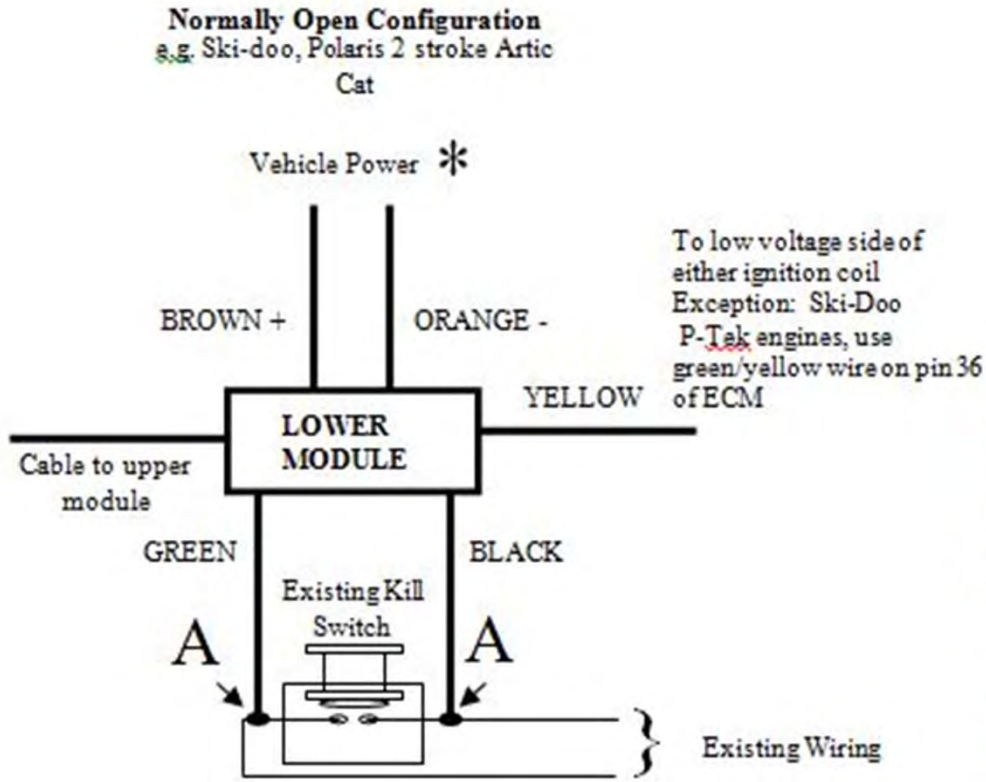 Normally Open Configuration
e.g. Ski-doo, Polaris 2 stroke Artic
Cat
Vehicle Power *
BROWN +
ORANGE -
To low voltage side of
either ignition coil
Exception: Ski-Doo
P-Tek engines, use
green/yellow wire on pin 36
of ECM
YELLOW
LOWER
MODULE
Cable to upper
module
GREEN
BLACK
Existing Kill
Switch
A
A
Existing Wiring